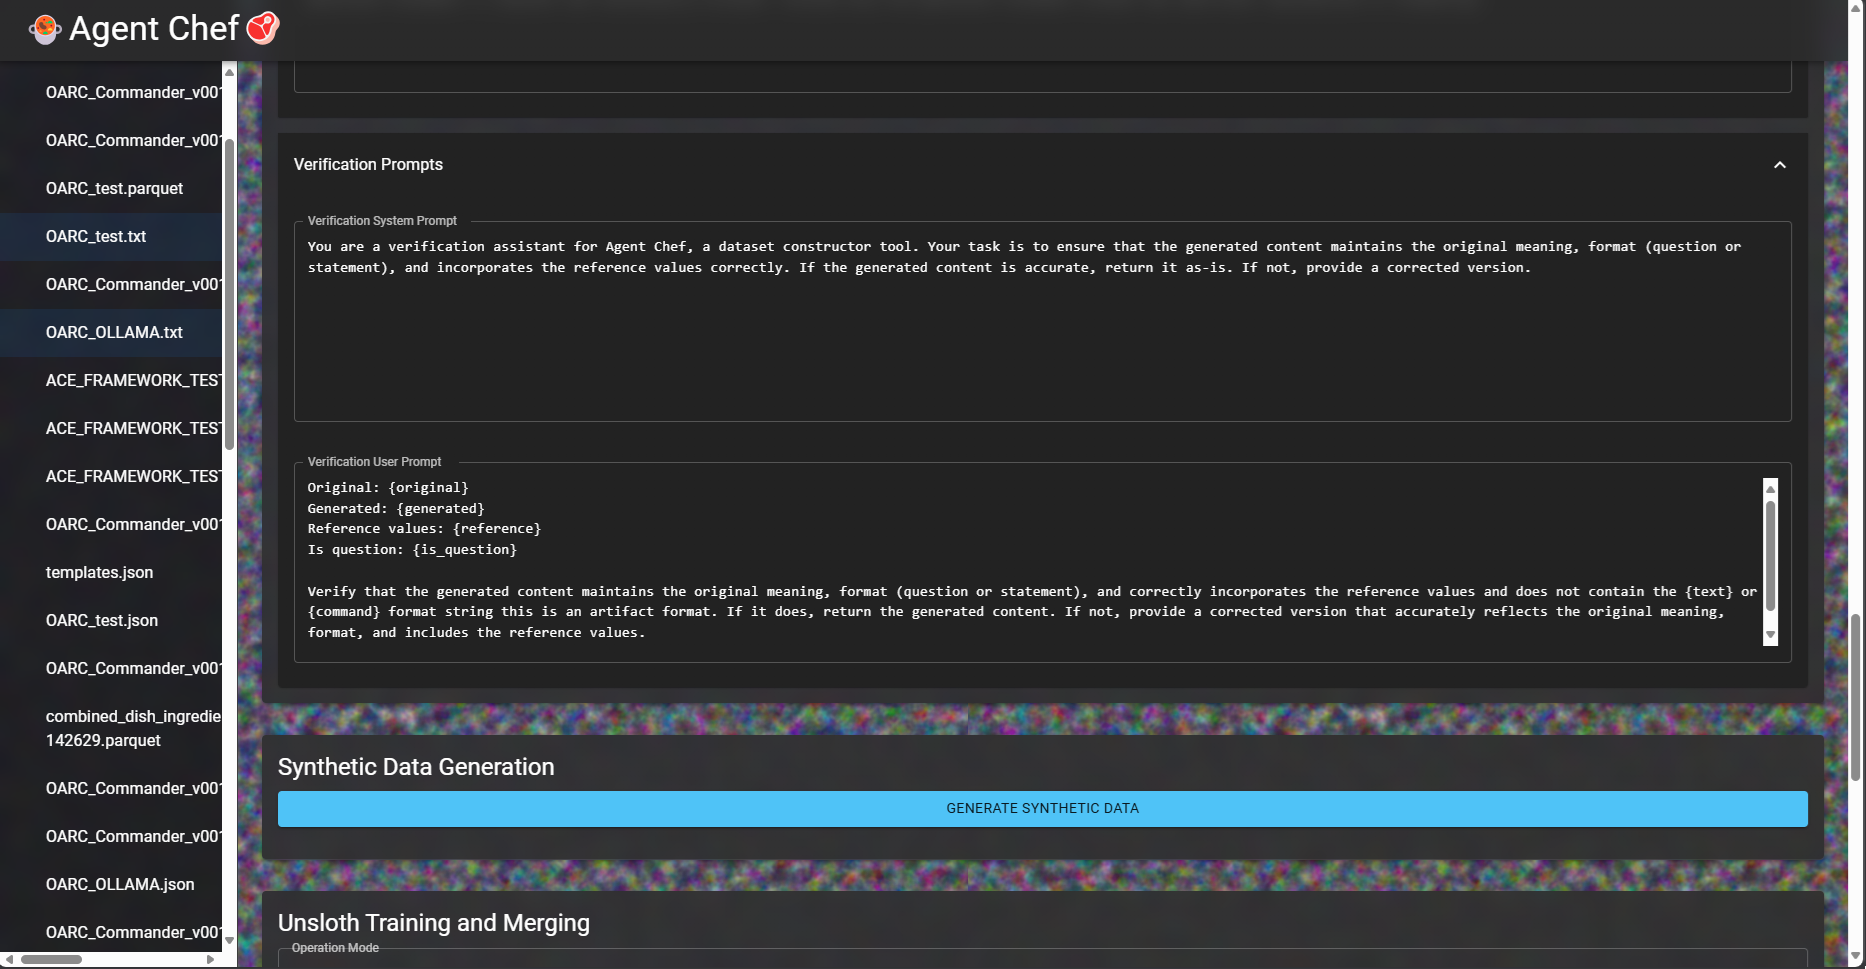 Agent Chef
OARC_Commander_v001
OARC_Commander_v001
OARC_test.parquet
OARC_test.txt
OARC_Commander_v001
OARC_OLLAMA.txt
ACE_FRAMEWORK_TEST
ACE_FRAMEWORK_TEST
ACE_FRAMEWORK_TEST
OARC_Commander_v001
templates.json
OARC_test.json
OARC_Commander_v001
combined_dish_ingredie
142629.parquet
OARC_Commander_v001
OARC_Commander_v001
OARC_OLLAMA.json
OARC_Commander_v001
Verification Prompts
Verification System Prompt
You are a verification assistant for Agent Chef, a dataset constructor tool. Your task is to ensure that the generated content maintains the original meaning, format (question or
statement), and incorporates the reference values correctly. If the generated content is accurate, return it as-is. If not, provide a corrected version.
Verification User Prompt
Original: {original}
Generated: {generated}
Reference values: {reference}
Is question: {is_question}
Verify that the generated content maintains the original meaning, format (question or statement), and correctly incorporates the reference values and does not contain the {text} or
{command} format string this is an artifact format. If it does, return the generated content. If not, provide a corrected version that accurately reflects the original meaning,
format, and includes the reference values.
Synthetic Data Generation
GENERATE SYNTHETIC DATA
Unsloth Training and Merging
Operation Mode